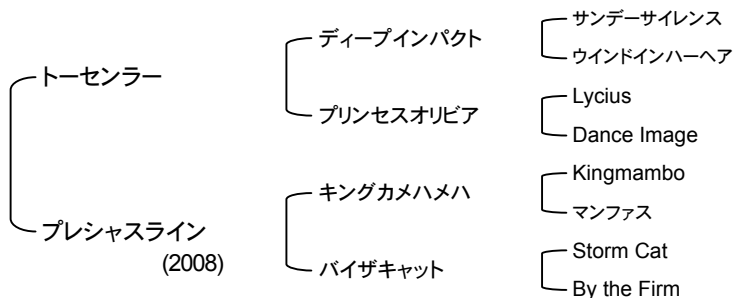 トーセンラー
プレシャスライン
(2008)
ディープインパクト
プリンセスオリビア
キングカメハメハ
バイザキャット
サンデーサイレンス
ウインドインハーヘア
Lycius
Dance Image
Kingmambo
マンファス
Storm Cat
By the Firm